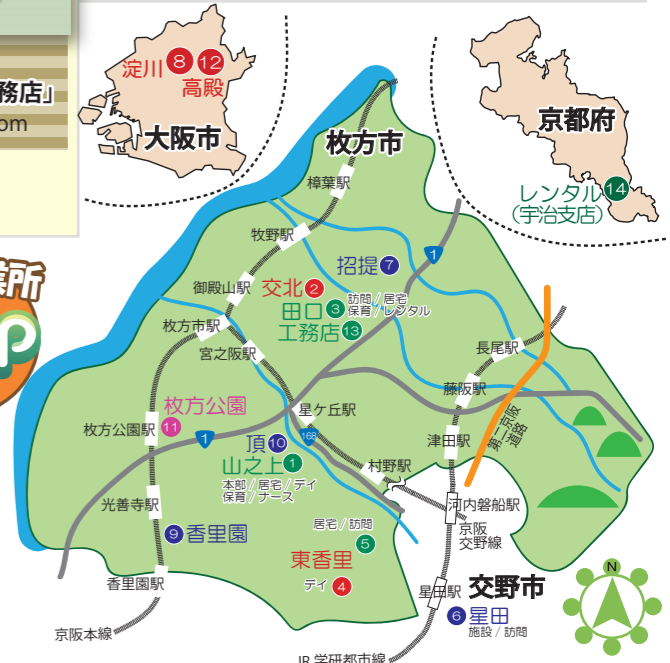 務店」
om
業所
p
淀川 8 12
高殿
大阪市
枚方市
京都府
レンタル 14
(宇治支店)
樟葉駅
牧野駅
招提 7
1
御殿山駅
交北 2
訪問/居宅
田口 3
保育/レンタル
工務店 13
枚方市駅
宮之阪駅
長尾駅
藤阪駅
枚方公園
枚方公園駅 11
1
星ケ丘駅
168
頂 10
津田駅
第二京阪
道路
山之上 1
村野駅
本部/居宅/デイ
保育/ナース
光善寺駅
河内磐船駅
京阪
交野線
9 香里園
居宅/訪問
5
東香里
デイ 4
香里園駅
星田駅
交野市
6 星田
施設/訪問
N
京阪本線
JR 学研都市線